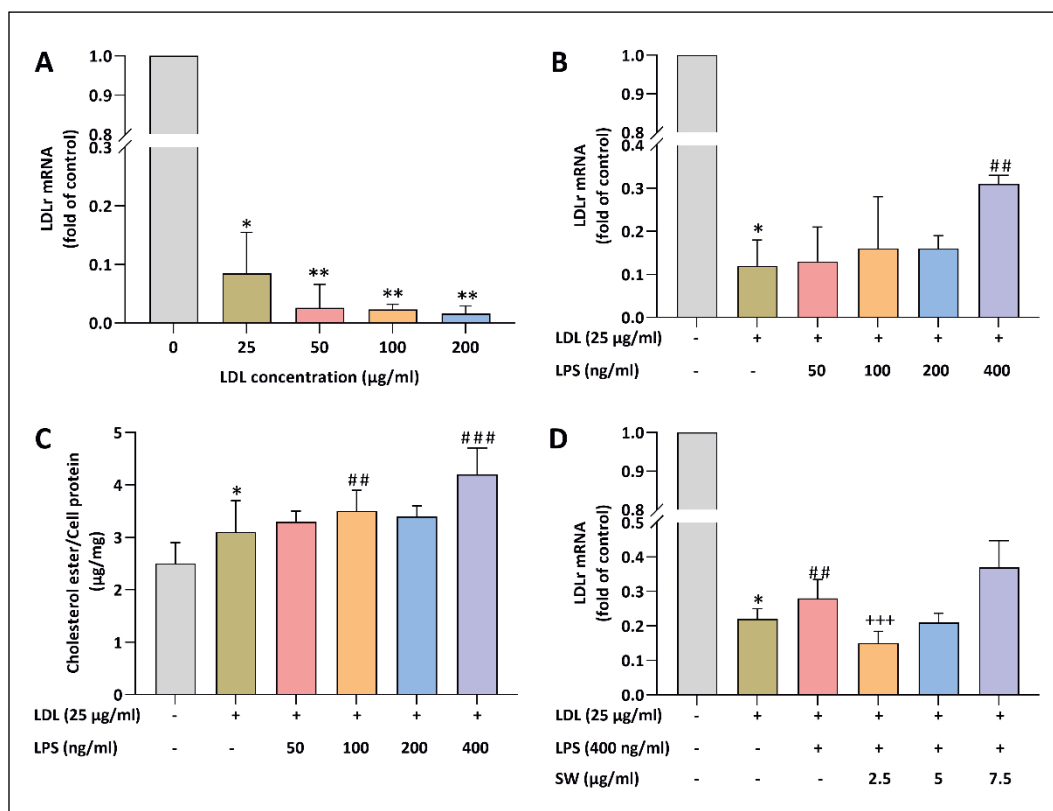 A
LDLr mRNA
(fold of control)
1.0
0.9
0.8
0.3
0.2
0.1
0.0
*
**
**
**
0 25 50 100 200
LDL concentration (µg/ml)
B
LDLr mRNA
(fold of control)
1.0
0.9
0.8
0.4
0.3
0.2
0.1
0.0
*
##
LDL (25 µg/ml) - + + + + +
LPS (ng/ml) - - 50 100 200 400
C
Cholesterol ester/Cell protein
(µg/mg)
5
4
3
2
1
0
*
##
###
LDL (25 µg/ml) - + + + + +
LPS (ng/ml) - - 50 100 200 400
D
LDLr mRNA
(fold of control)
1.0
0.9
0.8
0.5
0.4
0.3
0.2
0.1
0.0
*
##
+++
LDL (25 µg/ml) - + + + + +
LPS (400 ng/ml) - - + + + +
SW (µg/ml) - - - 2.5 5 7.5